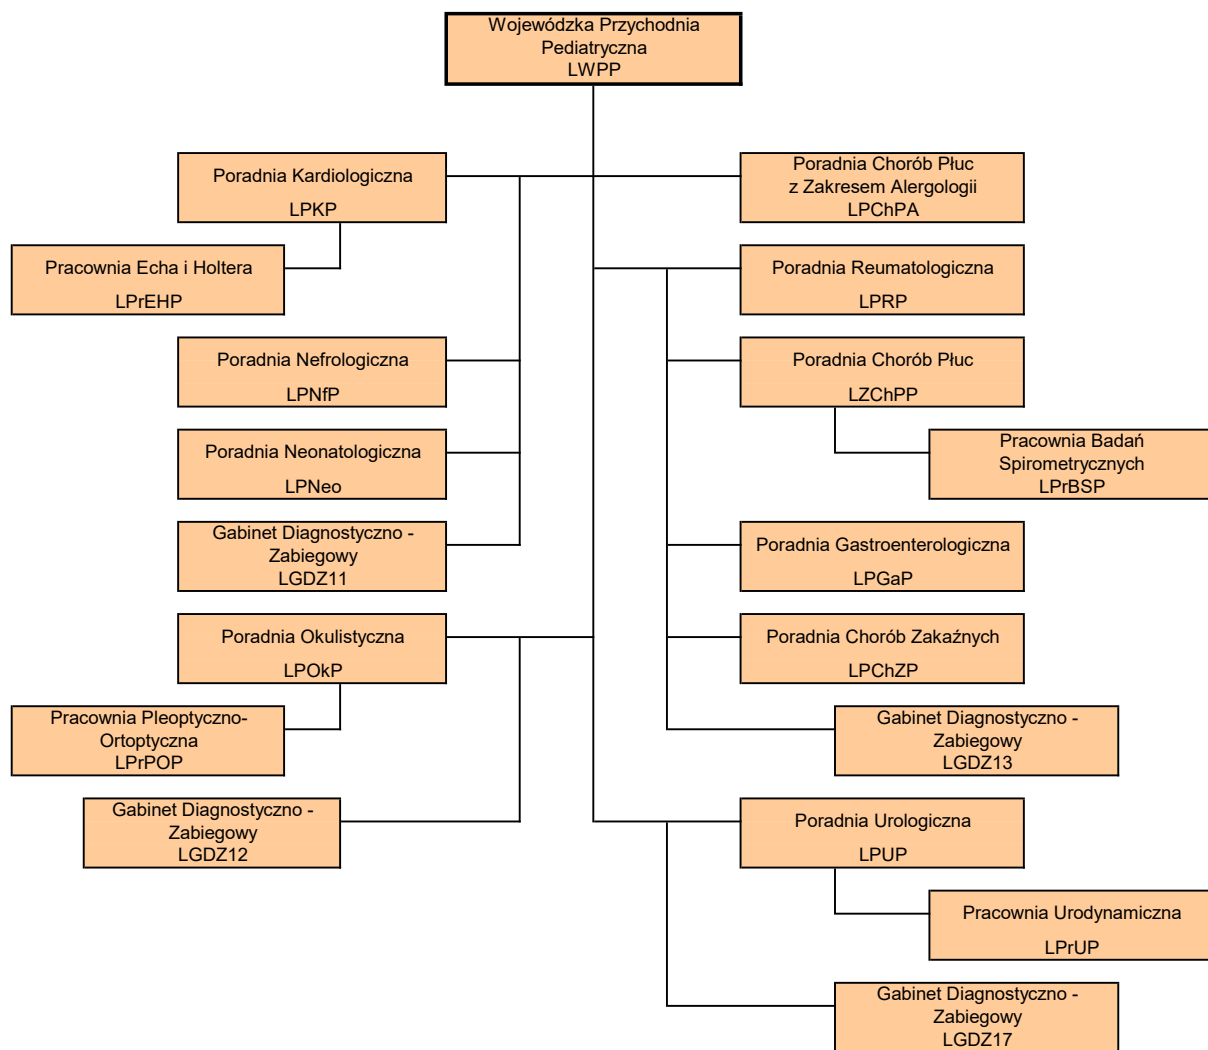 Wojewódzka Przychodnia
Pediatryczna
LWPP
Poradnia Kardiologiczna
LPKP
Poradnia Chorób Płuc
z Zakresem Alergologii
LPChPA
Pracownia Echa i Holtera
LPrEHP
Poradnia Reumatologiczna
LPRP
Poradnia Nefrologiczna
LPNfP
Poradnia Chorób Płuc
LZChPP
Poradnia Neonatologiczna
LPNeo
Pracownia Badań
Spirometrycznych
LPrBSP
Gabinet Diagnostyczno -
Zabiegowy
LGDZ11
Poradnia Gastroenterologiczna
LPGaP
Poradnia Okulistyczna
LPOkP
Poradnia Chorób Zakaźnych
LPChZP
Pracownia Pleoptyczno-
Ortoptyczna
LPrPOP
Gabinet Diagnostyczno -
Zabiegowy
LGDZ13
Gabinet Diagnostyczno -
Zabiegowy
LGDZ12
Poradnia Urologiczna
LPUP
Pracownia Urodynamiczna
LPrUP
Gabinet Diagnostyczno -
Zabiegowy
LGDZ17